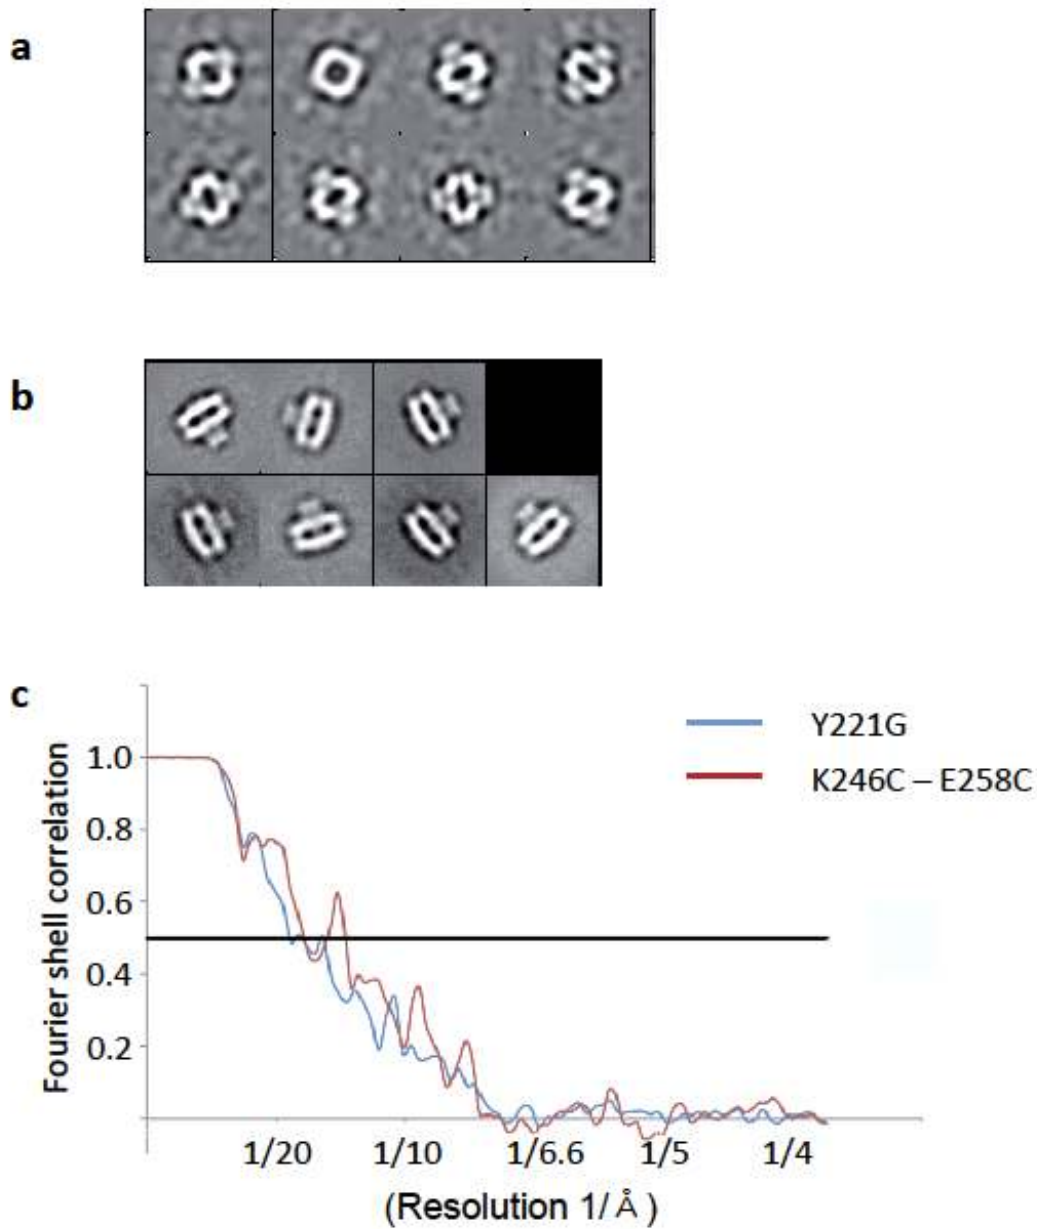 a
b
c
Fourier shell correlation
1.0
0.8
0.6
0.4
0.2
Y221G
K246C – E258C
1/20 1/10 1/6.6 1/5 1/4
(Resolution 1/ Å )